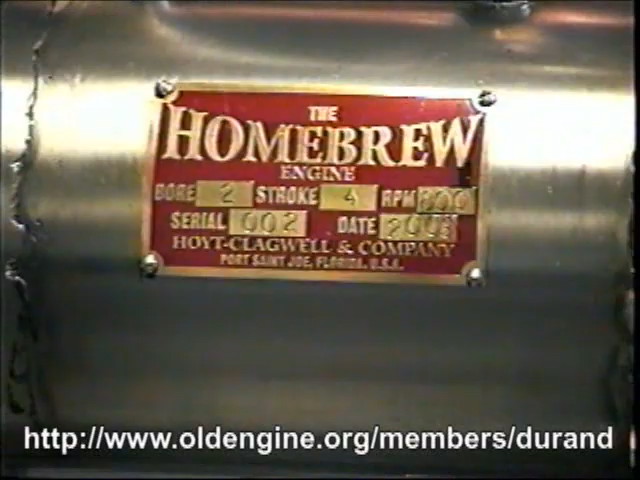 THE
HOMEBREW
ENGINE
BORE 2 STROKE 4 RPM 300
SERIAL 002 DATE
HOYT-CLAGWELL & COMPANY
PORT SAINT JOE, FLORIDA, U.S.A.
http://www.oldengine.org/members/durand